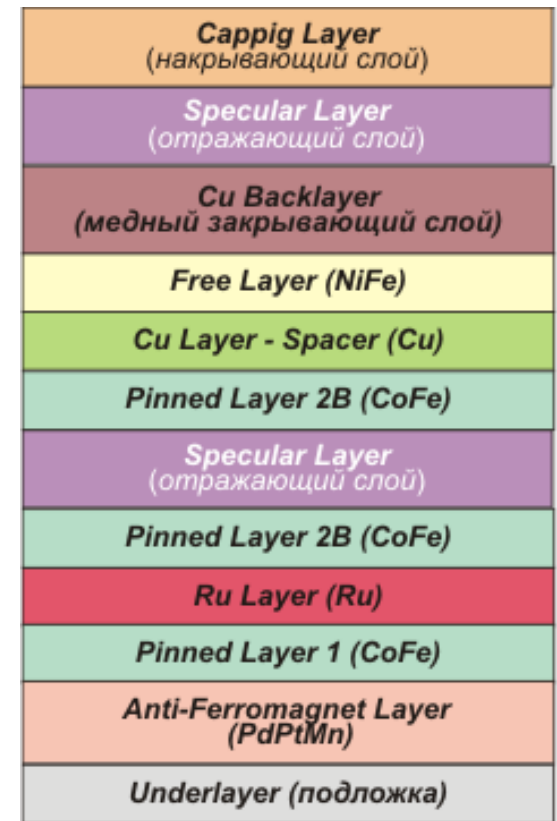 Cappig Layer
(накрывающий слой)
Specular Layer
(отражающий слой)
Cu Backlayer
(медный закрывающий слой)
Free Layer (NiFe)
Cu Layer - Spacer (Cu)
Pinned Layer 2B (CoFe)
Specular Layer
(отражающий слой)
Pinned Layer 2B (CoFe)
Ru Layer (Ru)
Pinned Layer 1 (CoFe)
Anti-Ferromagnet Layer
(PdPtMn)
Underlayer (подложка)